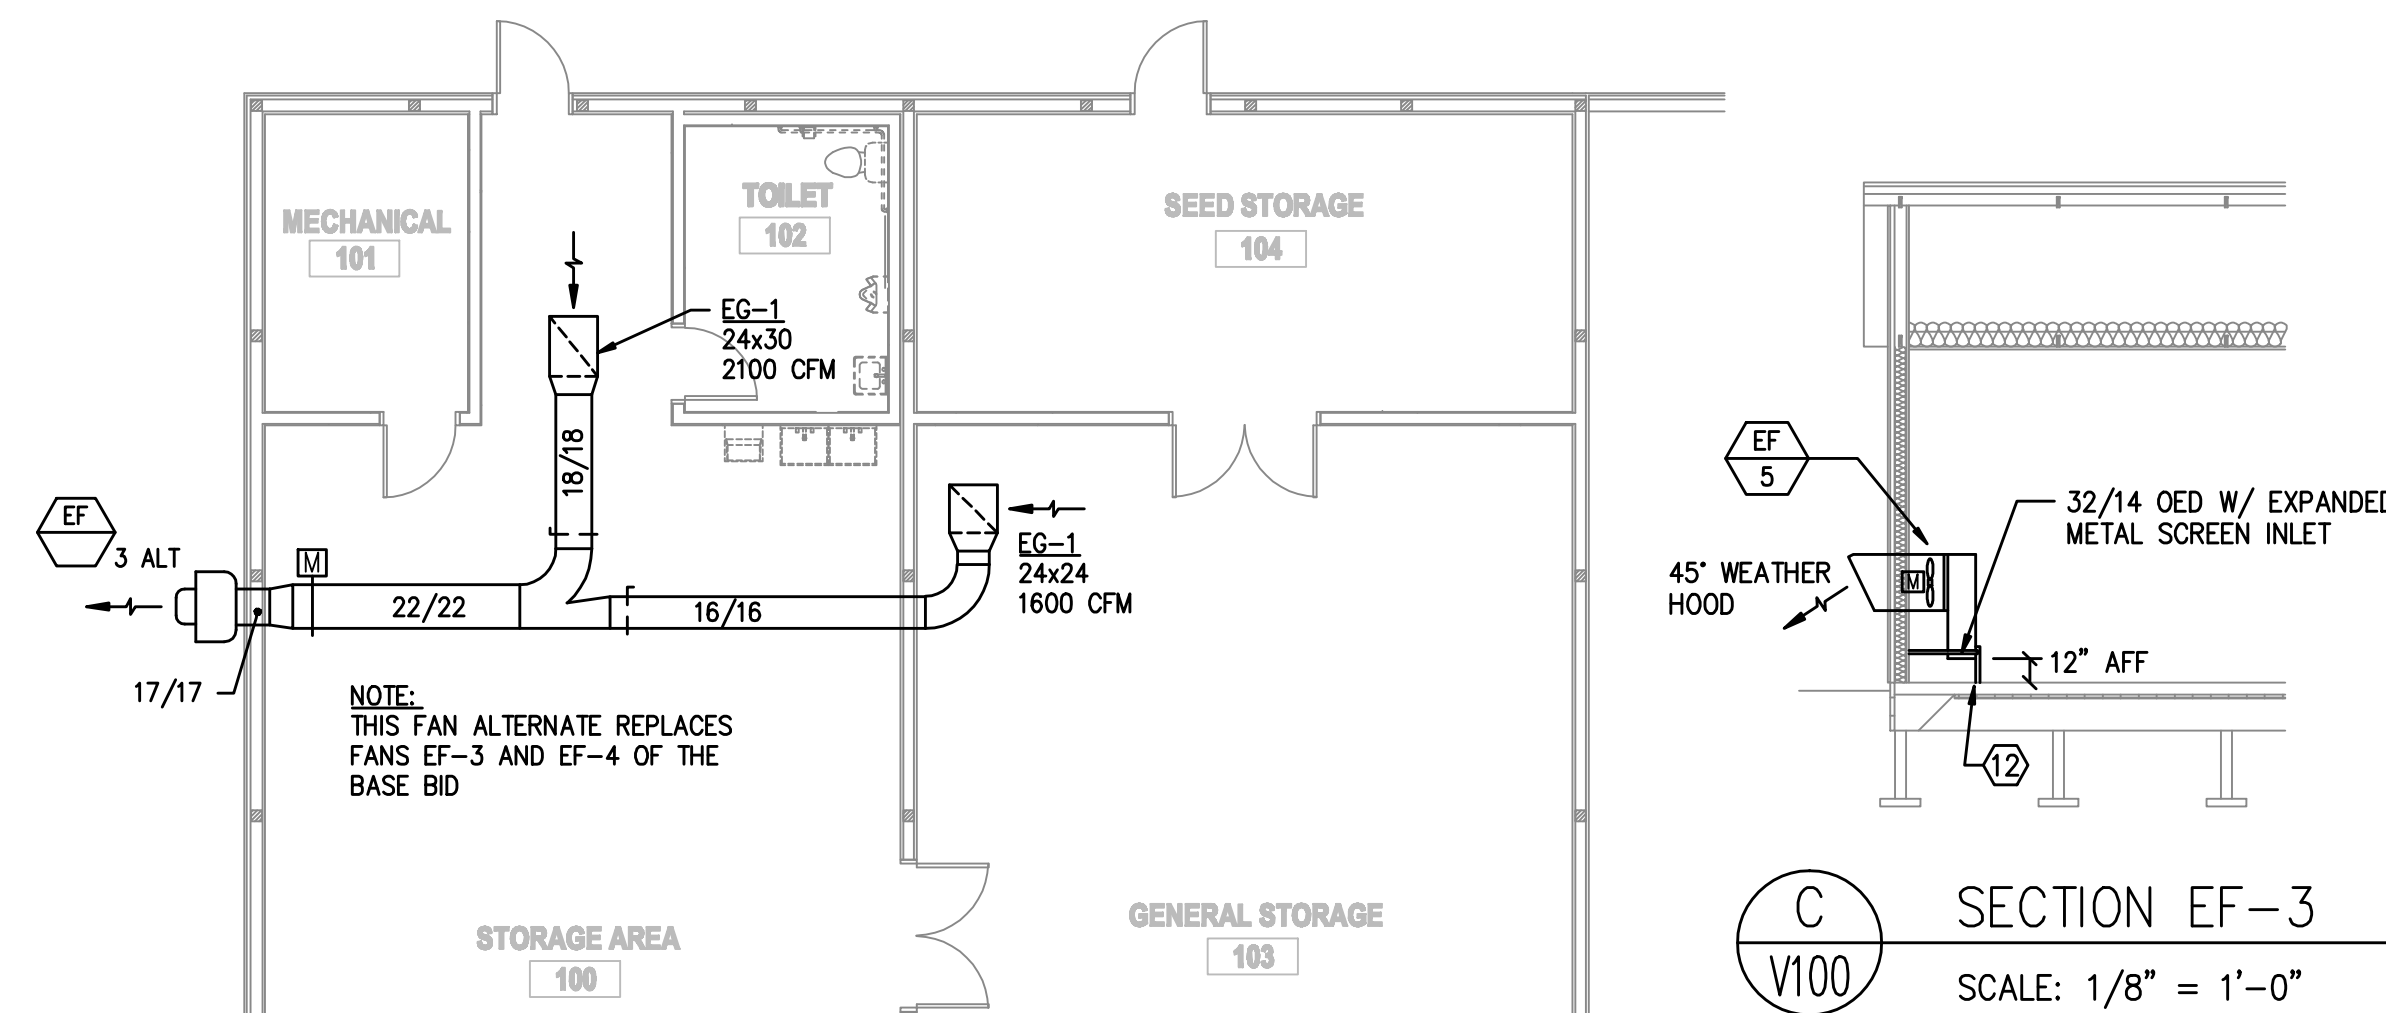 MECHANICAL
101
TOILET
102
SEED STORAGE
104
EG-1
24x30
2100 CFM
18/18
EF
3 ALT
M
22/22
16/16
EG-1
24x24
1600 CFM
17/17
NOTE:
THIS FAN ALTERNATE REPLACES
FANS EF-3 AND EF-4 OF THE
BASE BID
STORAGE AREA
100
GENERAL STORAGE
103
EF
5
32/14 OED W/ EXPANDED
METAL SCREEN INLET
45° WEATHER
HOOD
M
12" AFF
12
C
V100
SECTION EF-3
SCALE: 1/8" = 1'-0"